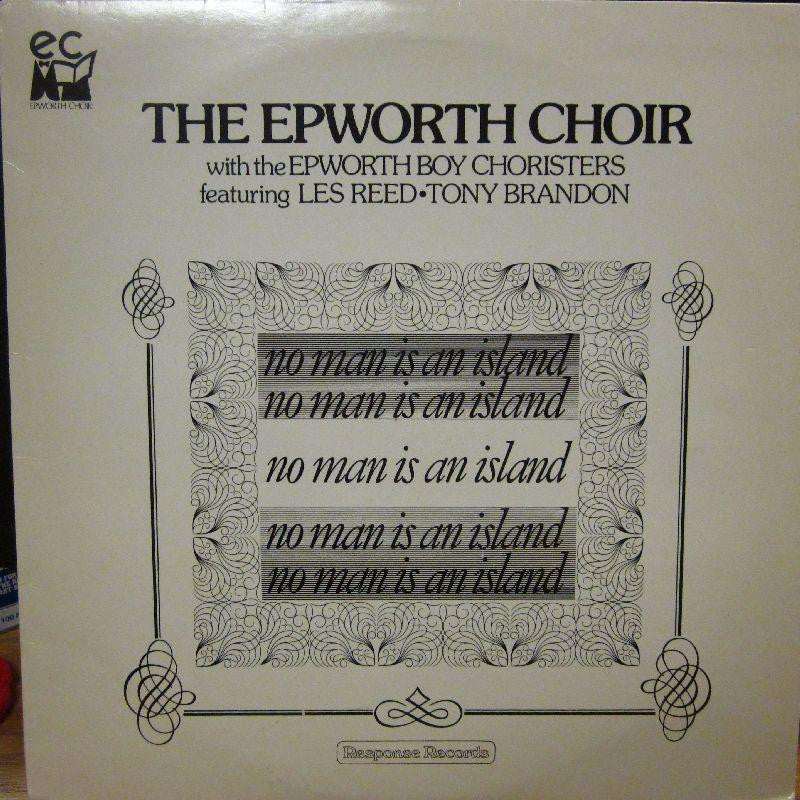 ec
EPWORTH CHOIR
THE EPWORTH CHOIR
with the EPWORTH BOY CHORISTERS
featuring LES REED•TONY BRANDON
no man is an island
no man is an island
no man is an island
no man is an island
no man is an island
Response Records